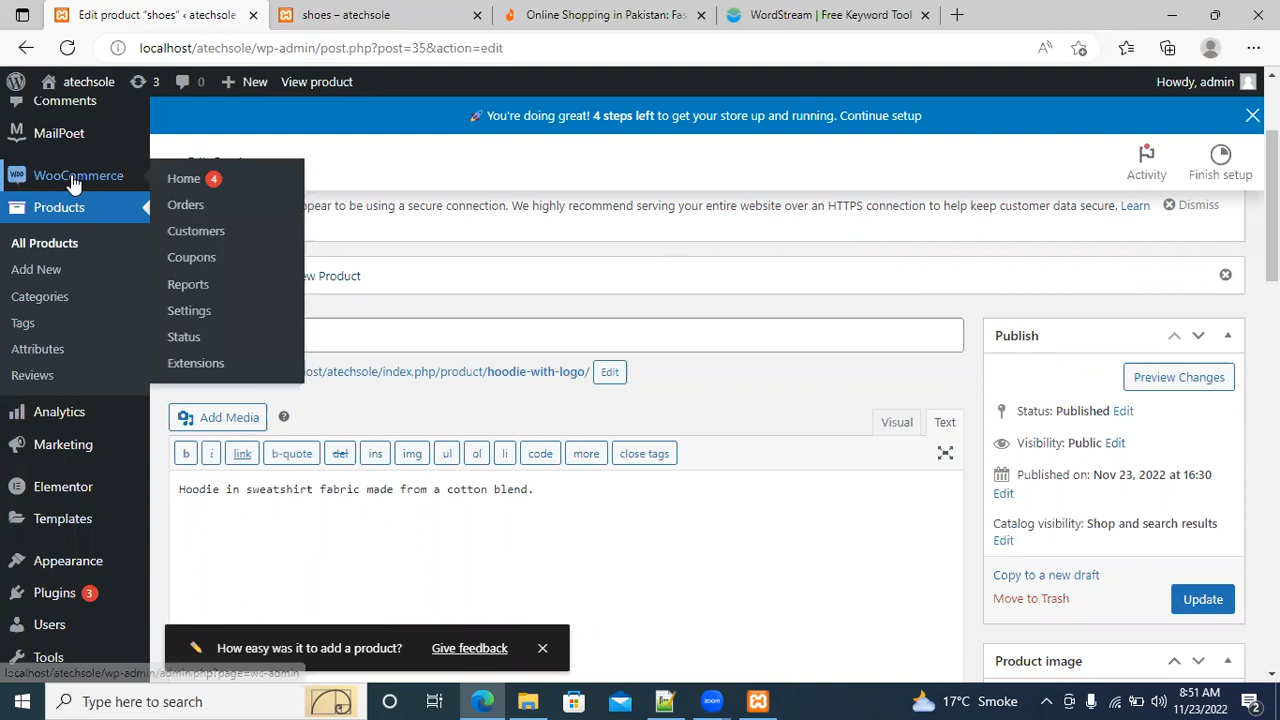 Edit product "shoes" ‹ atechsole
shoes – atechsole
Online Shopping in Pakistan: Fas
WordStream | Free Keyword Tool
localhost/atechsole/wp-admin/post.php?post=35&action=edit
atechsole 3 0 New View product Howdy, admin
Comments
🚀 You're doing great! 4 steps left to get your store up and running. Continue setup
MailPoet
Activity
Finish setup
WooCommerce
Products
All Products
Add New
Categories
Tags
Attributes
Reviews
Analytics
Marketing
Elementor
Templates
Appearance
Plugins 3
Users
Tools
Home 4
Orders
Customers
Coupons
Reports
Settings
Status
Extensions
ppear to be using a secure connection. We highly recommend serving your entire website over an HTTPS connection to help keep customer data secure. Learn
Dismiss
ew Product
ost/atechsole/index.php/product/hoodie-with-logo/ Edit
Add Media
Visual Text
b i link b-quote del ins img ul ol li code more close tags
Hoodie in sweatshirt fabric made from a cotton blend.
Publish
Preview Changes
Status: Published Edit
Visibility: Public Edit
Published on: Nov 23, 2022 at 16:30
Edit
Catalog visibility: Shop and search results
Edit
Copy to a new draft
Move to Trash
Update
Product image
How easy was it to add a product? Give feedback
localhost/atechsole/wp-admin/admin.php?page=wc-admin
Type here to search
17°C Smoke
8:51 AM
11/23/2022
2